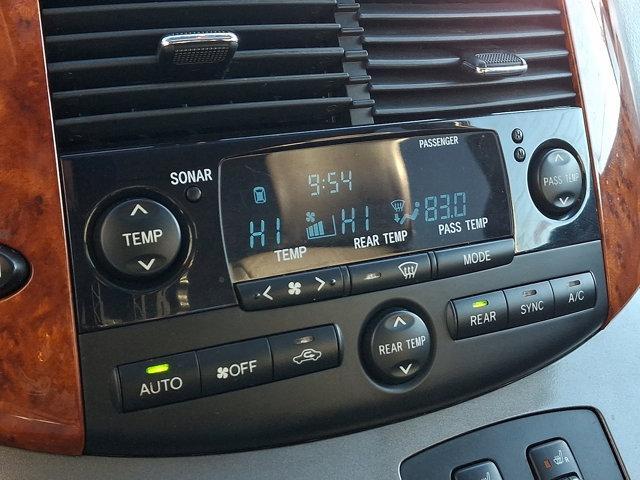 PASSENGER
SONAR
9:54
HI HI 83.0
TEMP REAR TEMP PASS TEMP
TEMP
PASS TEMP
MODE
REAR SYNC A/C
REAR TEMP
AUTO OFF
R